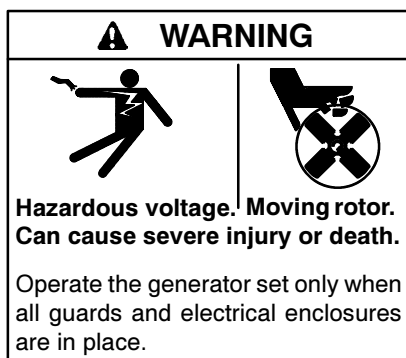 WARNING
Hazardous voltage. Moving rotor.
Can cause severe injury or death.
Operate the generator set only when
all guards and electrical enclosures
are in place.